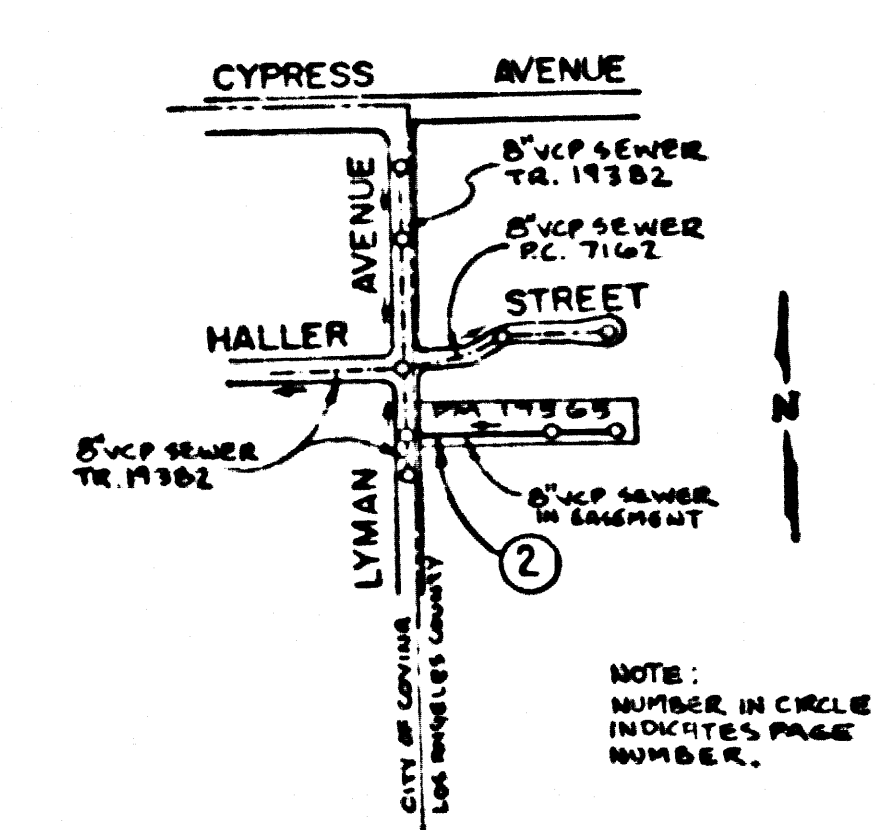 CYPRESS AVENUE
8" VCP SEWER
TR. 19382
AVENUE
8" VCP SEWER
P.C. 7162
STREET
HALLER
N
PM 19565
8" VCP SEWER
TR. 19382
LYMAN
8" VCP SEWER
IN EASEMENT
2
CITY OF COVINA
LOS ANGELES COUNTY
NOTE:
NUMBER IN CIRCLE
INDICATES PAGE
NUMBER.